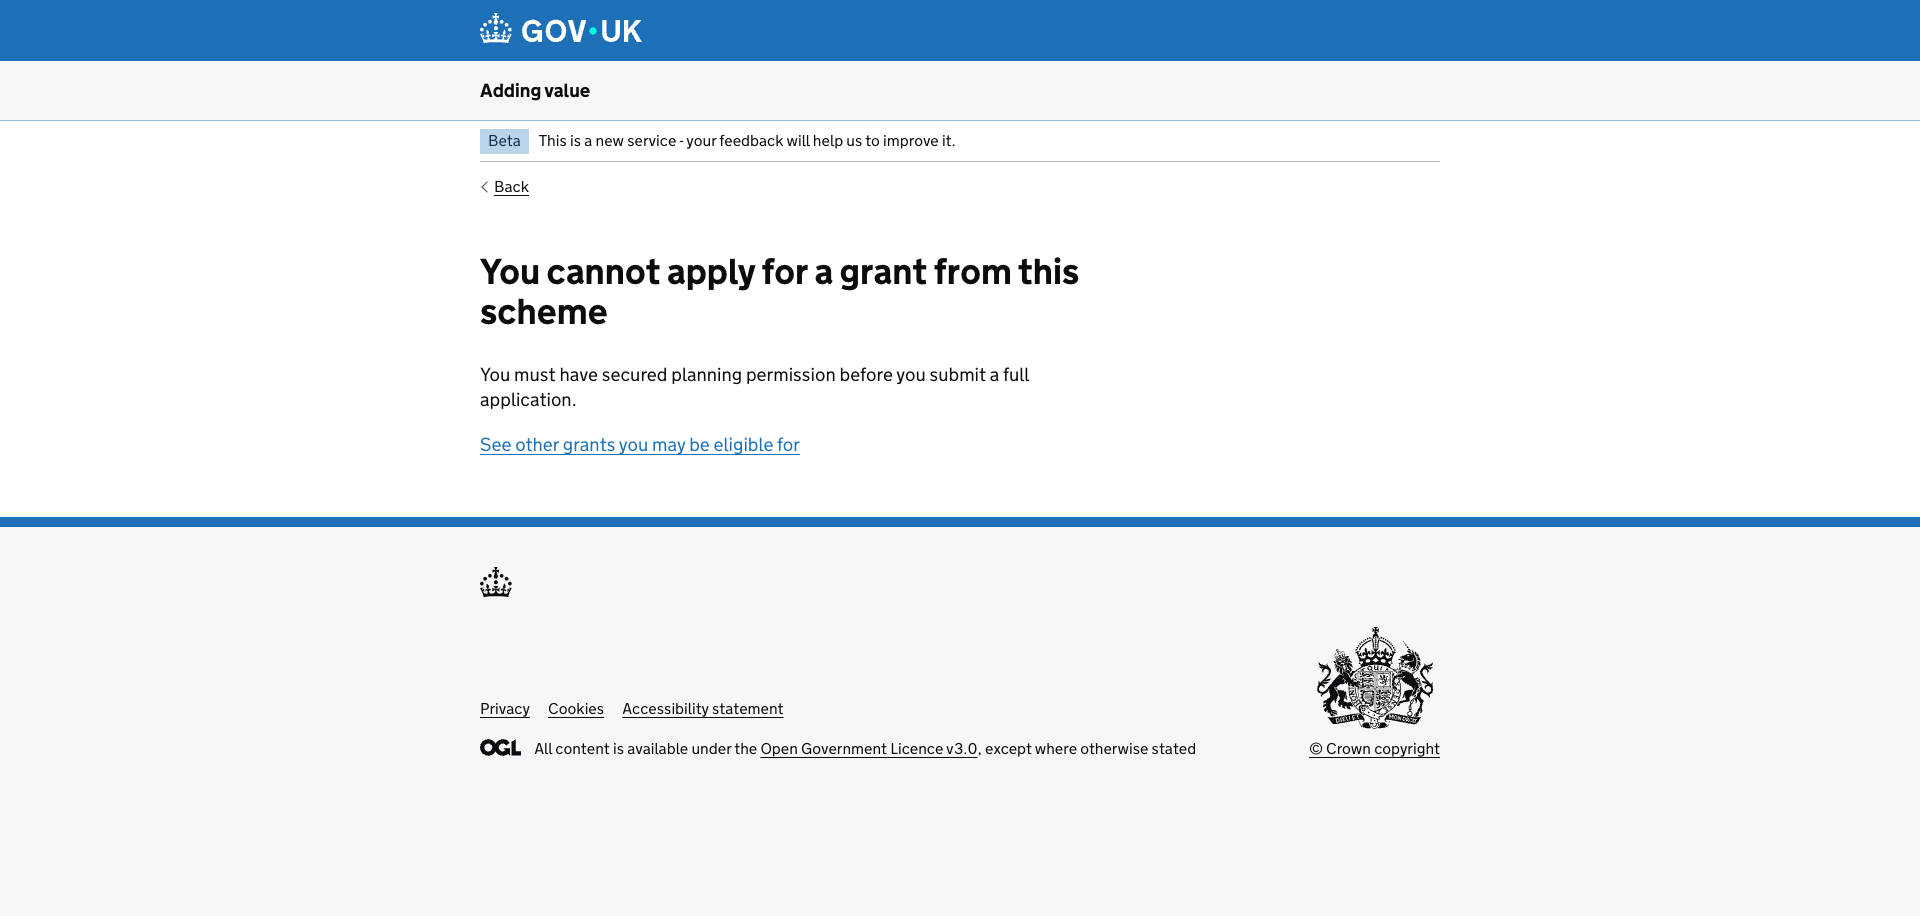 GOV·UK
Adding value
Beta This is a new service - your feedback will help us to improve it.
Back
You cannot apply for a grant from this
scheme
You must have secured planning permission before you submit a full
application.
See other grants you may be eligible for
Privacy Cookies Accessibility statement
OGL All content is available under the Open Government Licence v3.0, except where otherwise stated
© Crown copyright